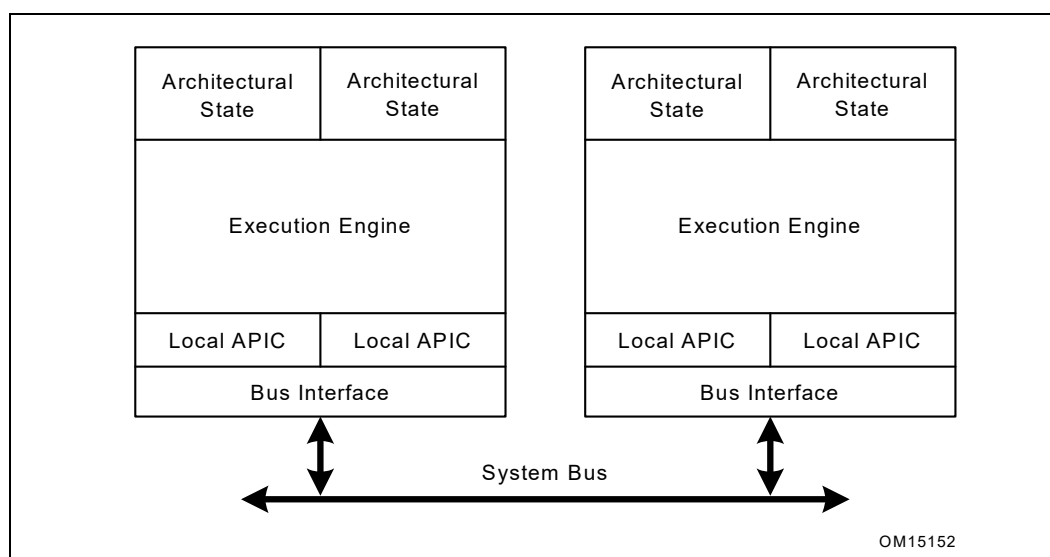 Architectural
State
Architectural
State
Architectural
State
Architectural
State
Execution Engine
Execution Engine
Local APIC
Local APIC
Local APIC
Local APIC
Bus Interface
Bus Interface
System Bus
OM15152